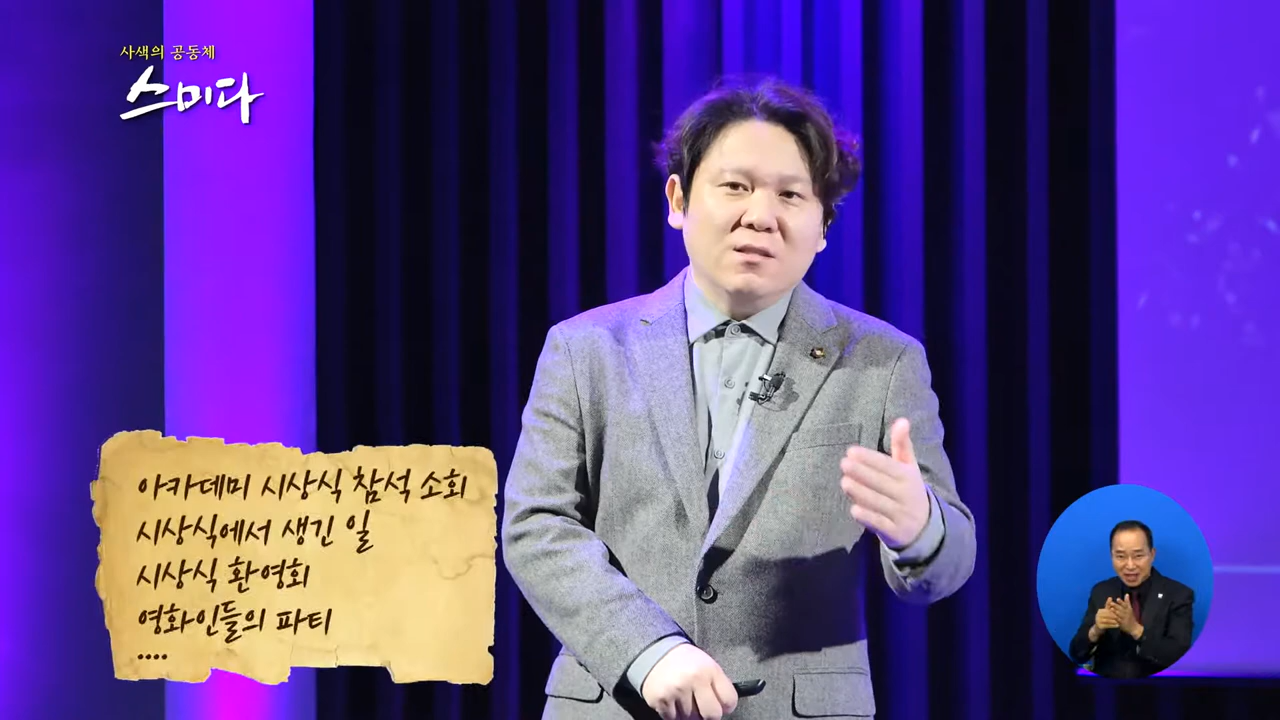 사색의 공동체
스미다
아카데미 시상식 참석 소회
시상식에서 생긴 일
시상식 환영회
영화인들의 파티
....